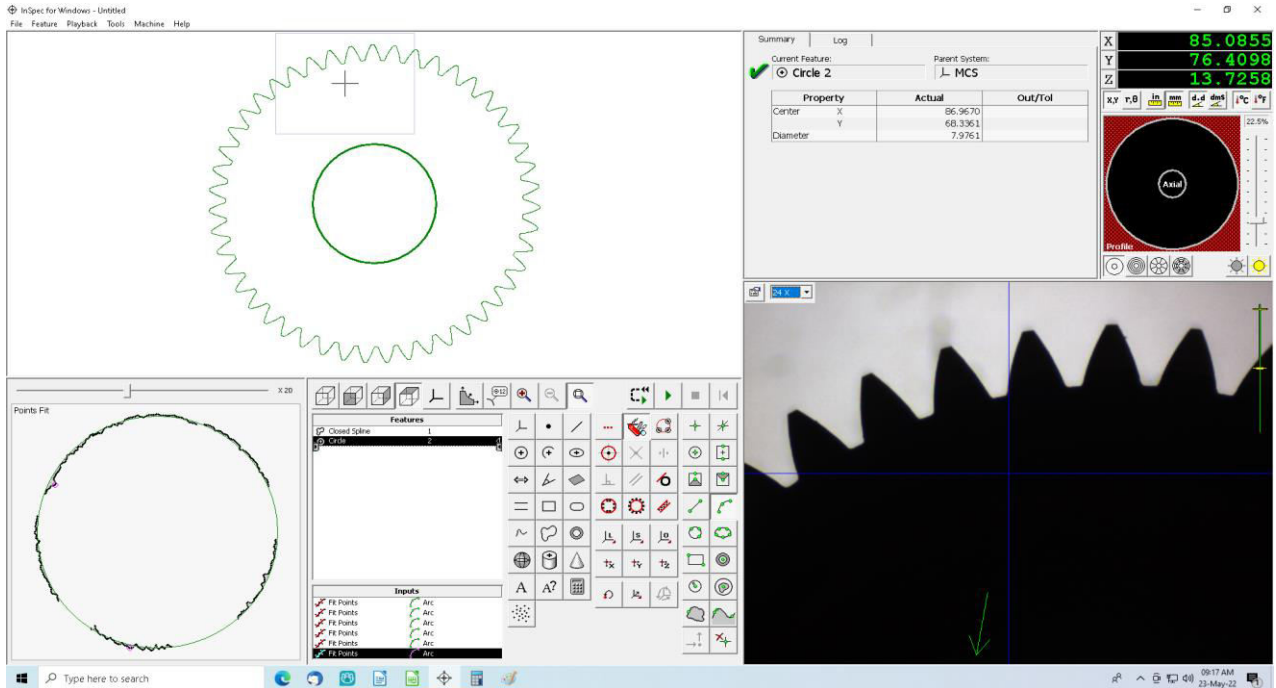 InSpec for Windows - Untitled
File Feature Playback Tools Machine Help
Summary Log
Current Feature: Parent System:
Circle 2 MCS
Property Actual Out/Tol
Center X 86.9670
Y 68.3361
Diameter 7.9761
X 85.0855
Y 76.4098
Z 13.7258
x,y r,θ in mm d.d dms °C °F
22.5%
Axial
Profile
24 X
X 20
Points Fit
Features
Closed Spline 1
Circle 2
A A?
Inputs
Fit Points Arc
Fit Points Arc
Fit Points Arc
Fit Points Arc
Fit Points Arc
Fit Points Arc
Type here to search
09:17 AM
23-May-22